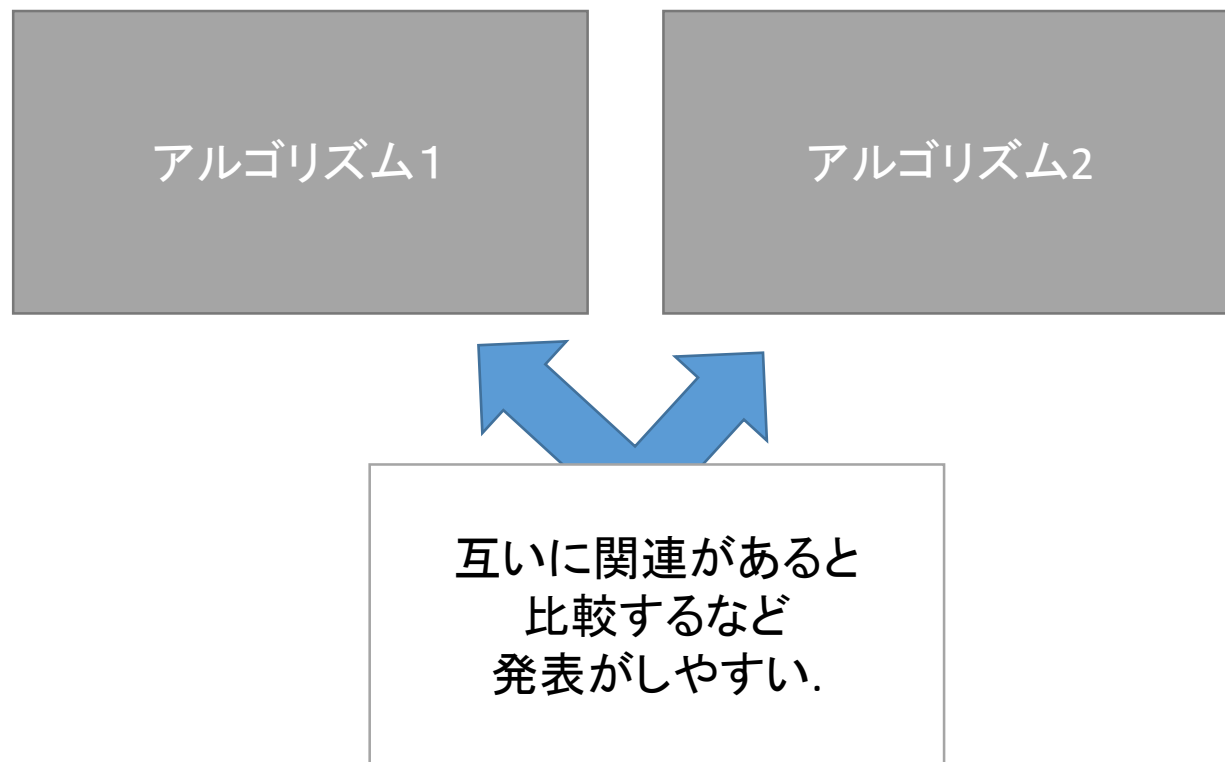 アルゴリズム１
アルゴリズム2
互いに関連があると
比較するなど
発表がしやすい．